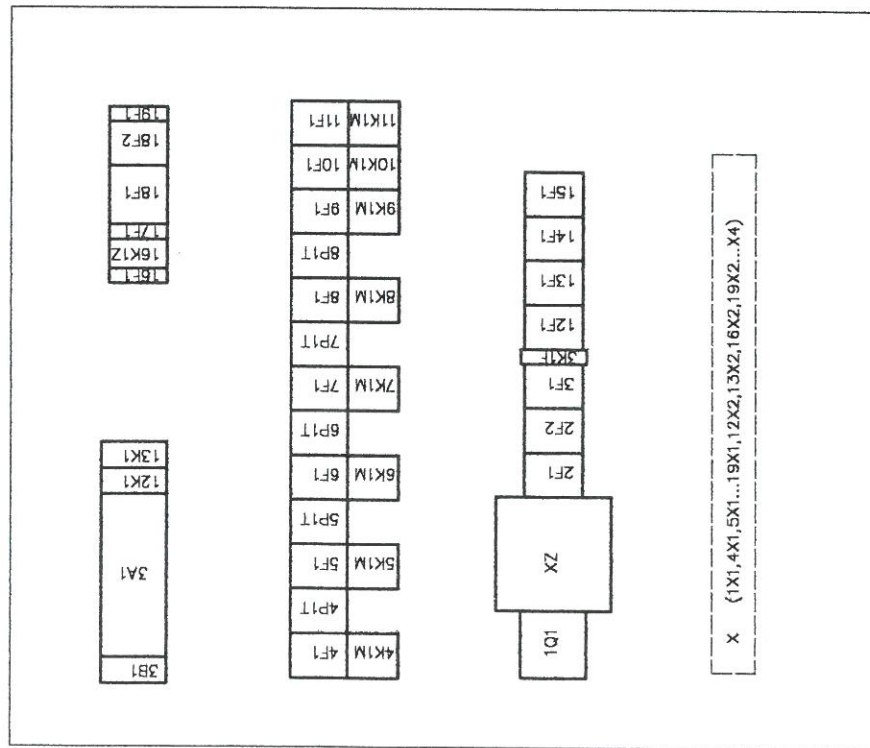 19F1
18F2
18F1
17F1
16K1Z
16F1
13K1
12K1
3A1
3B1
11F1 11K1M
10F1 10K1M
9F1 9K1M
8P1T
8F1 8K1M
7P1T
7F1 7K1M
6P1T
6F1 6K1M
5P1T
5F1 5K1M
4P1T
4F1 4K1M
15F1
14F1
13F1
12F1
3K1F
3F1
2F2
2F1
XZ
1Q1
X (1X1,4X1,5X1...19X1,12X2,13X2,16X2,19X2...X4)